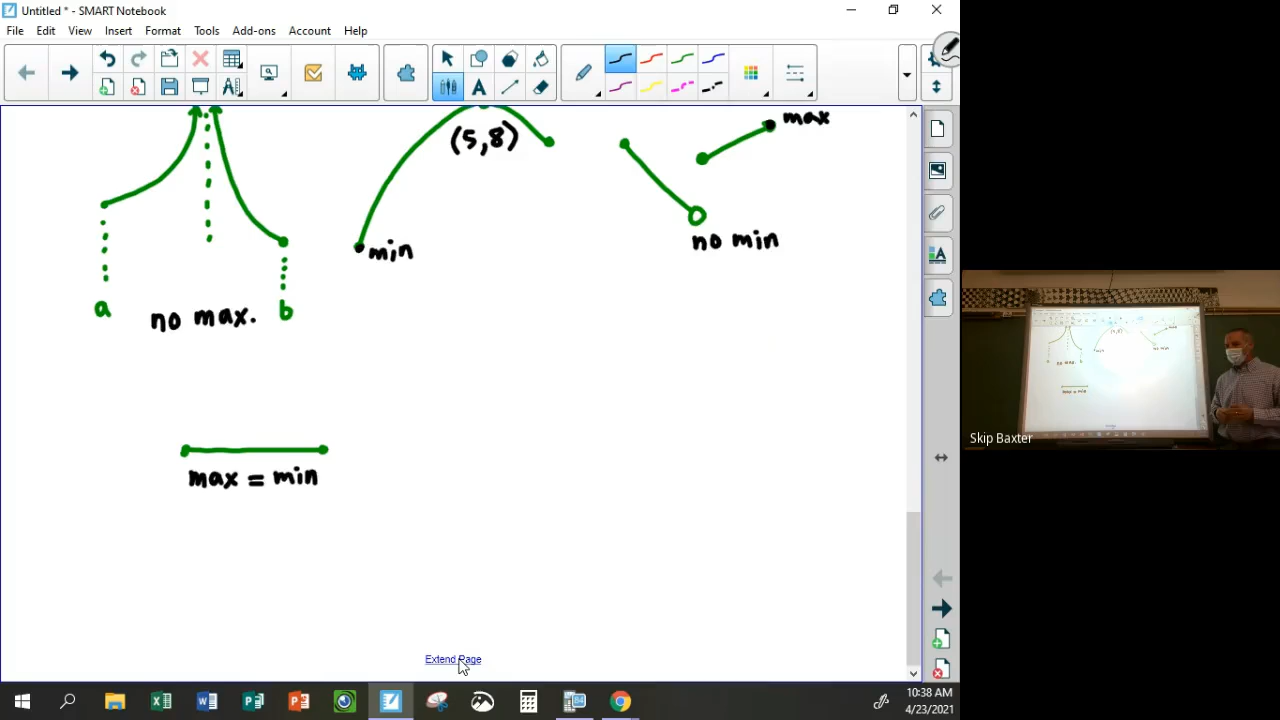 Untitled * - SMART Notebook
File Edit View Insert Format Tools Add-ons Account Help
max
(5,8)
min
no min
a
no max.
b
max = min
Extend Page
Skip Baxter
10:38 AM
4/23/2021